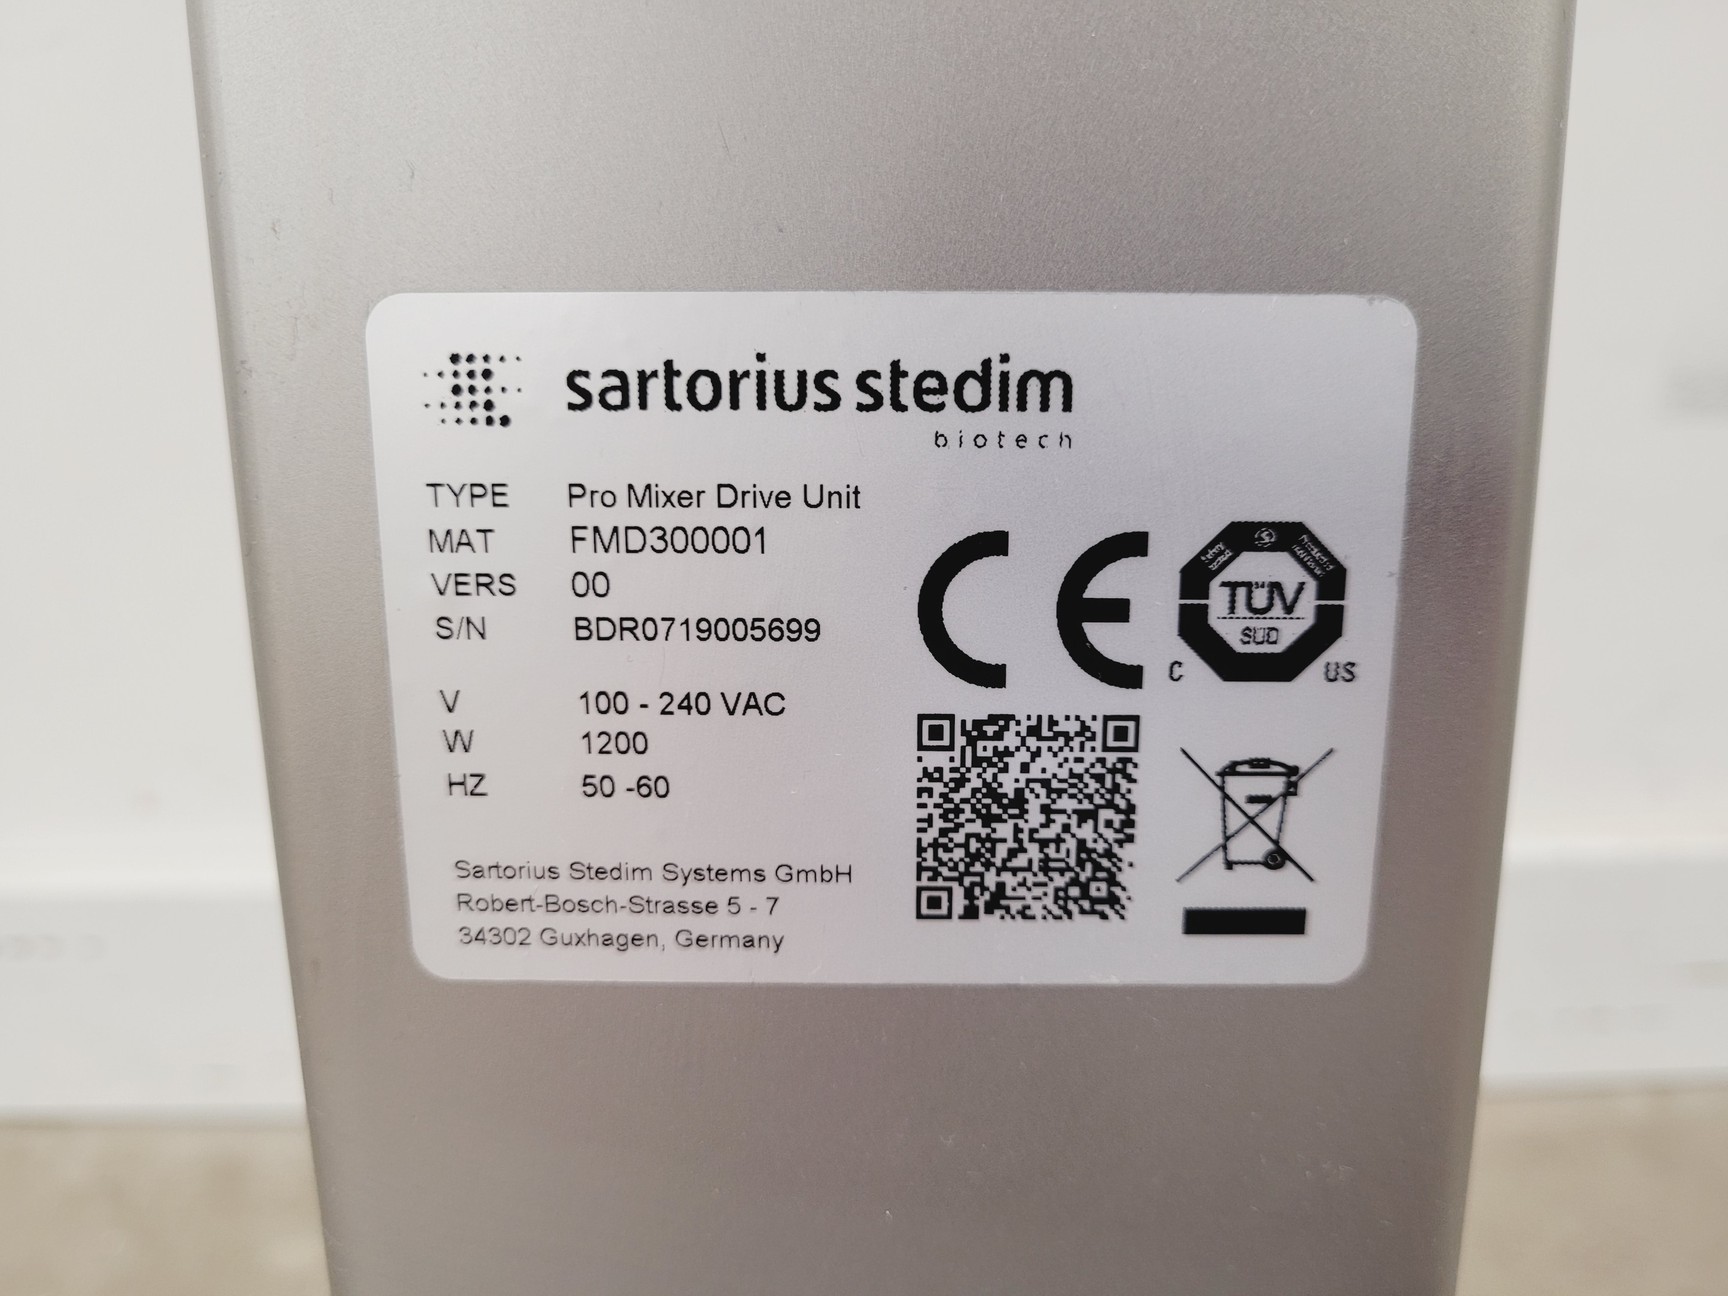 sartorius stedim
biotech
TYPE Pro Mixer Drive Unit
MAT FMD300001
VERS 00
S/N BDR0719005699
V 100 - 240 VAC
W 1200
HZ 50 -60
Sartorius Stedim Systems GmbH
Robert-Bosch-Strasse 5 - 7
34302 Guxhagen, Germany
CE
TÜV
SÜD
C US